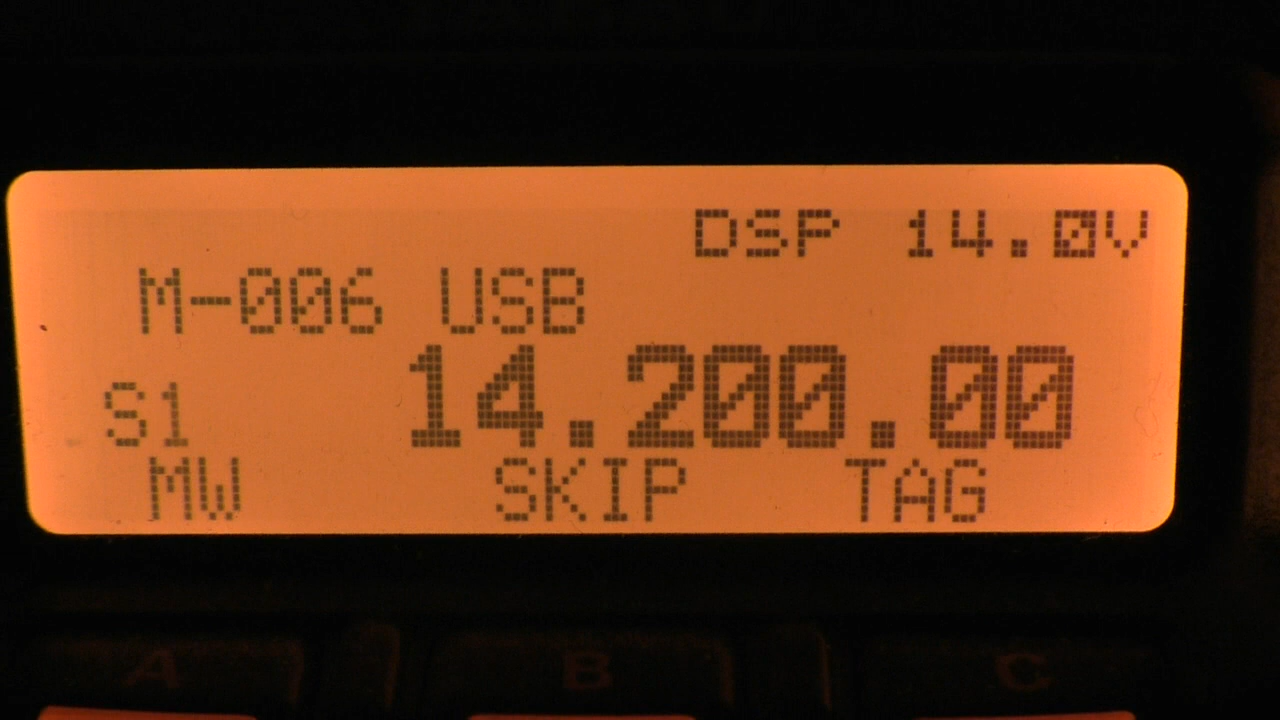 DSP 14.0V
M-006 USB
S1 14.200.00
MW SKIP TAG
A B C